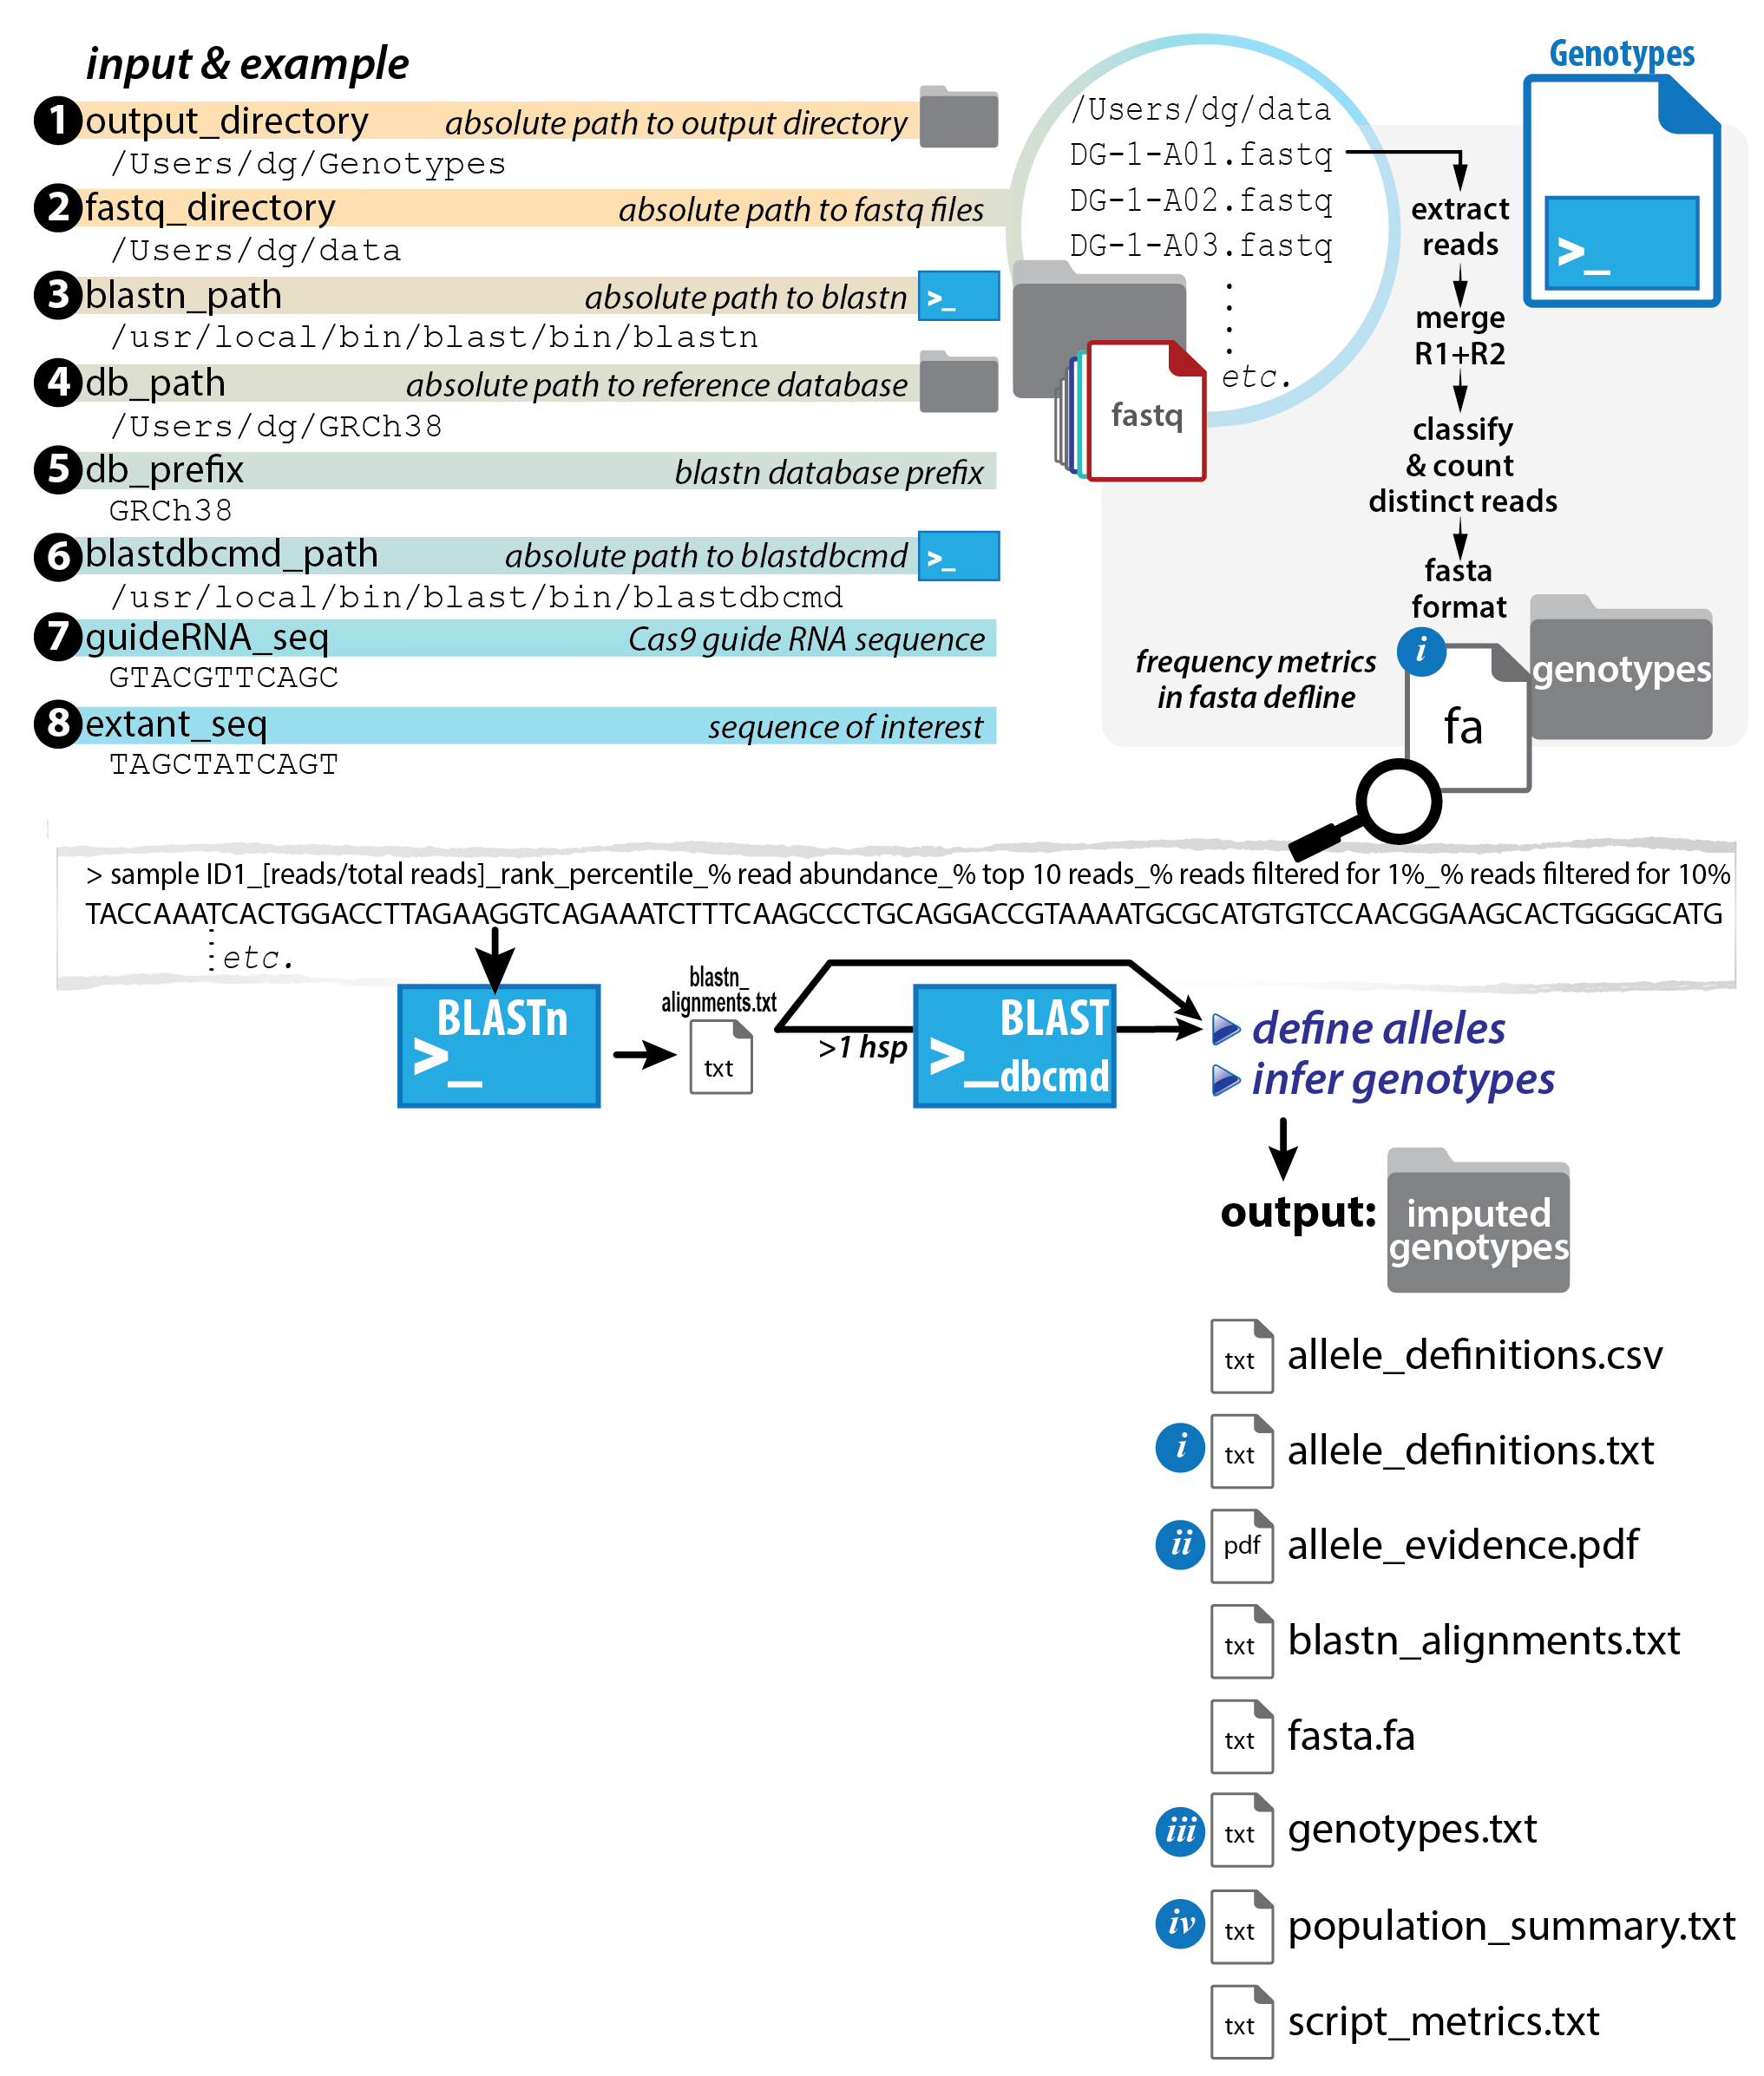 input & example
1 output_directory absolute path to output directory
/Users/dg/Genotypes
2 fastq_directory absolute path to fastq files
/Users/dg/data
3 blastn_path absolute path to blastn >_
/usr/local/bin/blast/bin/blastn
4 db_path absolute path to reference database
/Users/dg/GRCh38
5 db_prefix blastn database prefix
GRCh38
6 blastdbcmd_path absolute path to blastdbcmd >_
/usr/local/bin/blast/bin/blastdbcmd
7 guideRNA_seq Cas9 guide RNA sequence
GTACGTTCAGC
8 extant_seq sequence of interest
TAGCTATCAGT
/Users/dg/data
DG-1-A01.fastq
DG-1-A02.fastq
DG-1-A03.fastq
etc.
fastq
Genotypes
>_
extract
reads
merge
R1+R2
classify
& count
distinct reads
fasta
format
frequency metrics
in fasta defline
i
fa
genotypes
> sample ID1_[reads/total reads]_rank_percentile_% read abundance_% top 10 reads_% reads filtered for 1%_% reads filtered for 10%
TACCAAATCACTGGACCTTAGAAGGTCAGAAATCTTTCAAGCCCTGCAGGACCGTAAAATGCGCATGTGTCCAACGGAAGCACTGGGGCATG
etc.
BLASTn
>_
blastn_
alignments.txt
txt
>1 hsp
BLAST
>_dbcmd
define alleles
infer genotypes
output:
imputed
genotypes
txt allele_definitions.csv
i txt allele_definitions.txt
ii pdf allele_evidence.pdf
txt blastn_alignments.txt
txt fasta.fa
iii txt genotypes.txt
iv txt population_summary.txt
txt script_metrics.txt